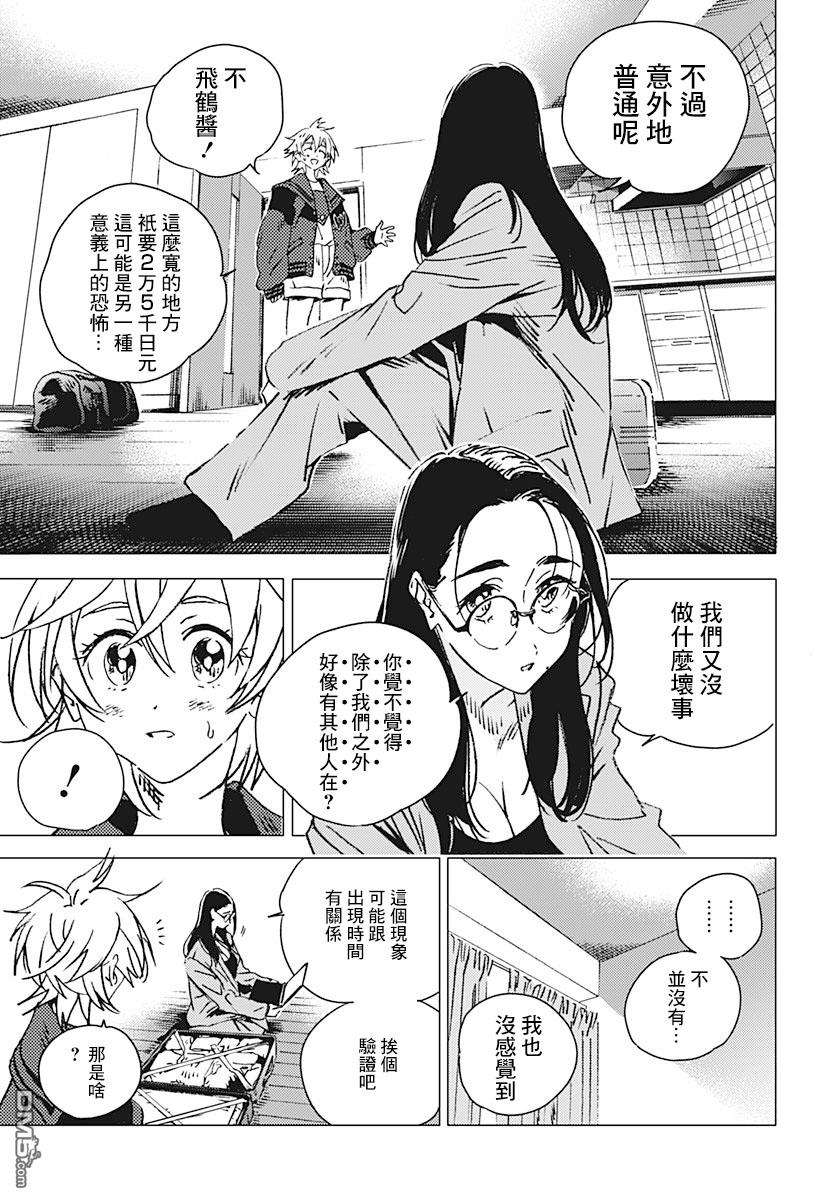 不過
意外地
普通呢
不
飛鶴醬！
這麼寬的地方
衹要2万5千日元
這可能是另一種
意義上的恐怖…
我們又沒
做什麼壞事
你覺不覺得
除了我們之外
好像有其他人在？
！
……
不
並沒有…
我也
沒感覺到
這個現象
可能跟
出現時間
有關係
挨個
驗證吧
那是啥
？
DM5.com